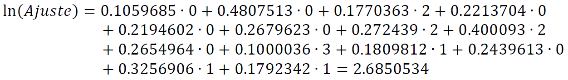 ln(Ajuste) = 0.1059685 · 0 + 0.4807513 · 0 + 0.1770363 · 2 + 0.2213704 · 0
+ 0.2194602 · 0 + 0.2679623 · 0 + 0.272439 · 2 + 0.400093 · 2
+ 0.2654964 · 0 + 0.1000036 · 3 + 0.1809812 · 1 + 0.2439613 · 0
+ 0.3256906 · 1 + 0.1792342 · 1 = 2.6850534